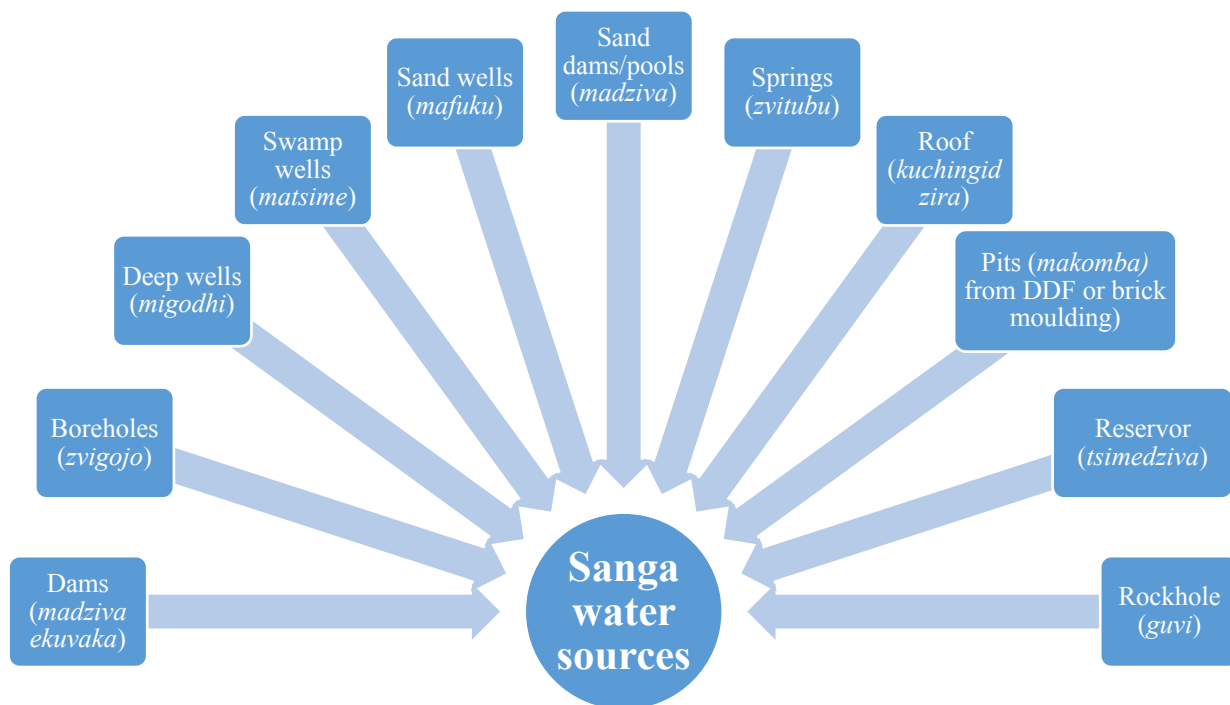 Dams
(madziva
ekuvaka)
Boreholes
(zvigojo)
Deep wells
(migodhi)
Swamp
wells
(matsime)
Sand wells
(mafuku)
Sand
dams/pools
(madziva)
Springs
(zvitubu)
Roof
(kuchingid
zira)
Pits (makomba)
from DDF or brick
moulding)
Reservor
(tsimedziva)
Rockhole
(guvi)
Sanga
water
sources